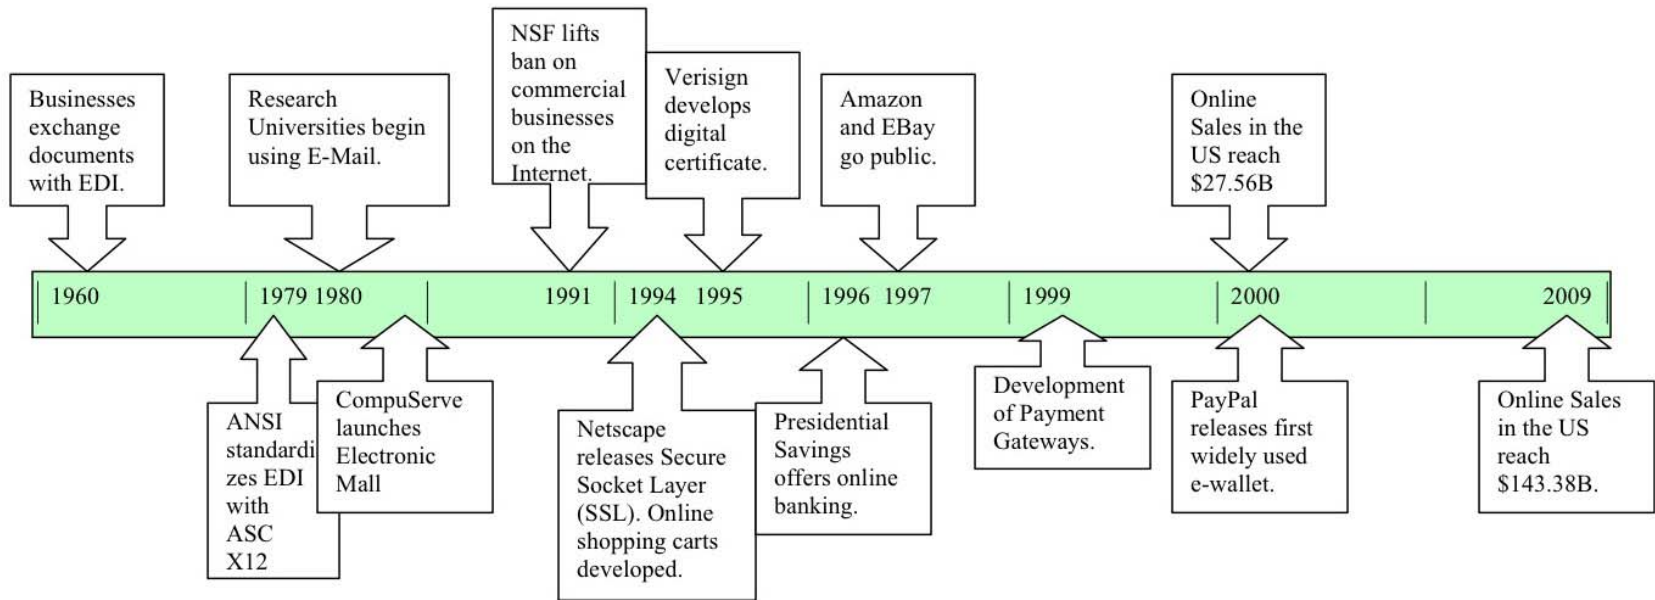 Businesses
exchange
documents
with EDI.
Research
Universities begin
using E-Mail.
NSF lifts
ban on
commercial
businesses
on the
Internet.
Verisign
develops
digital
certificate.
Amazon
and EBay
go public.
Online
Sales in the
US reach
$27.56B
1960 1979 1980 1991 1994 1995 1996 1997 1999 2000 2009
ANSI
standardi
zes EDI
with
ASC
X12
CompuServe
launches
Electronic
Mall
Netscape
releases Secure
Socket Layer
(SSL). Online
shopping carts
developed.
Presidential
Savings
offers online
banking.
Development
of Payment
Gateways.
PayPal
releases first
widely used
e-wallet.
Online Sales
in the US
reach
$143.38B.